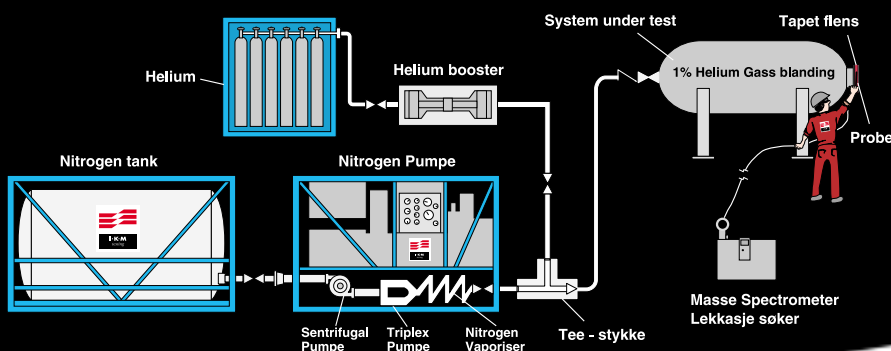 System under test
Tapet flens
Helium
Helium booster
1% Helium Gass blanding
Probe
Nitrogen tank
Nitrogen Pumpe
I·K·M
I·K·M
Sentrifugal
Pumpe
Triplex
Pumpe
Nitrogen
Vaporiser
Tee - stykke
Masse Spectrometer
Lekkasje søker